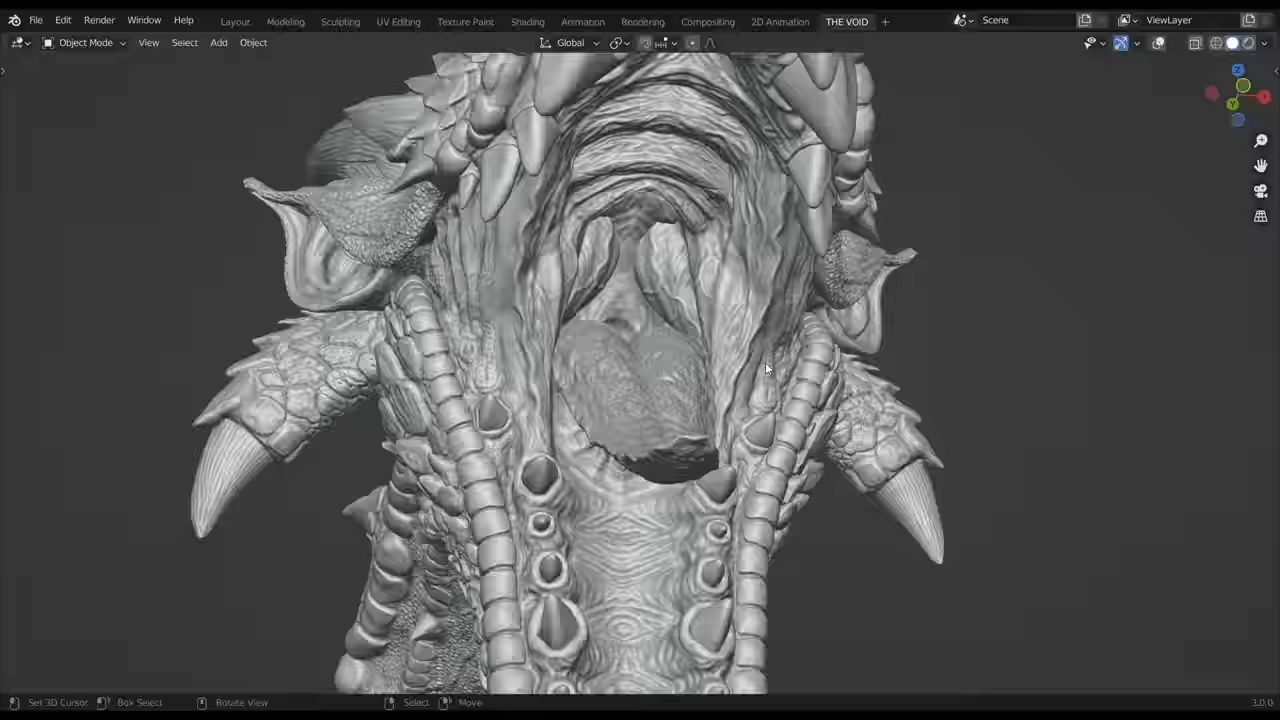 File Edit Render Window Help Layout Modeling Sculpting UV Editing Texture Paint Shading Animation Rendering Compositing 2D Animation THE VOID + Scene ViewLayer
Object Mode View Select Add Object Global
Z
Y
Set 3D Cursor Box Select Rotate View Select Move 3.0.0